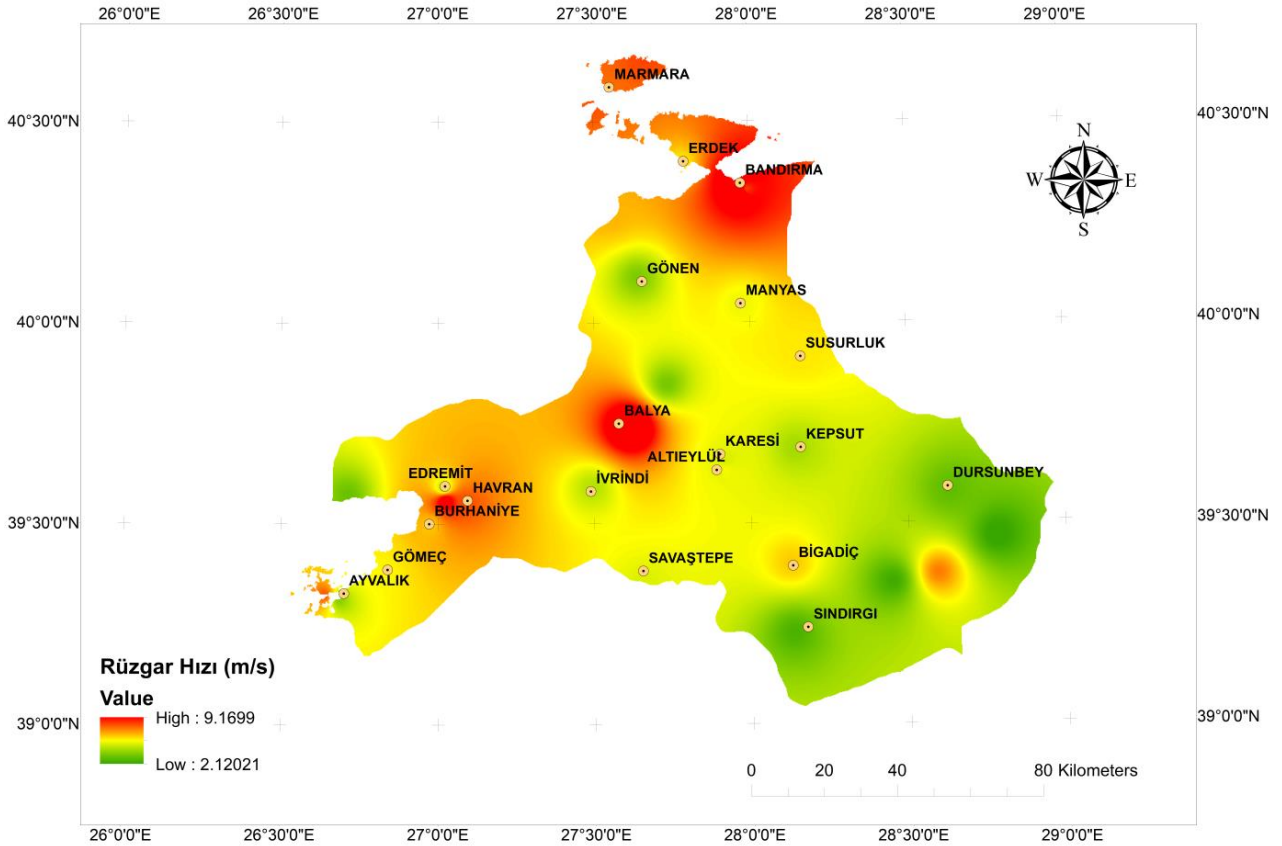 26°0'0"E 26°30'0"E 27°0'0"E 27°30'0"E 28°0'0"E 28°30'0"E 29°0'0"E
MARMARA
40°30'0"N 40°30'0"N
N
ERDEK
BANDIRMA
W E
S
GÖNEN
MANYAS
40°0'0"N 40°0'0"N
SUSURLUK
BALYA
KARESİ
KEPSUT
ALTIEYLÜL
EDREMİT
İVRİNDİ
DURSUNBEY
HAVRAN
BURHANİYE
39°30'0"N 39°30'0"N
GÖMEÇ
SAVAŞTEPE
BİGADİÇ
AYVALIK
SINDIRGI
Rüzgar Hızı (m/s)
Value
High : 9.1699
Low : 2.12021
39°0'0"N 39°0'0"N
0 20 40 80 Kilometers
26°0'0"E 26°30'0"E 27°0'0"E 27°30'0"E 28°0'0"E 28°30'0"E 29°0'0"E